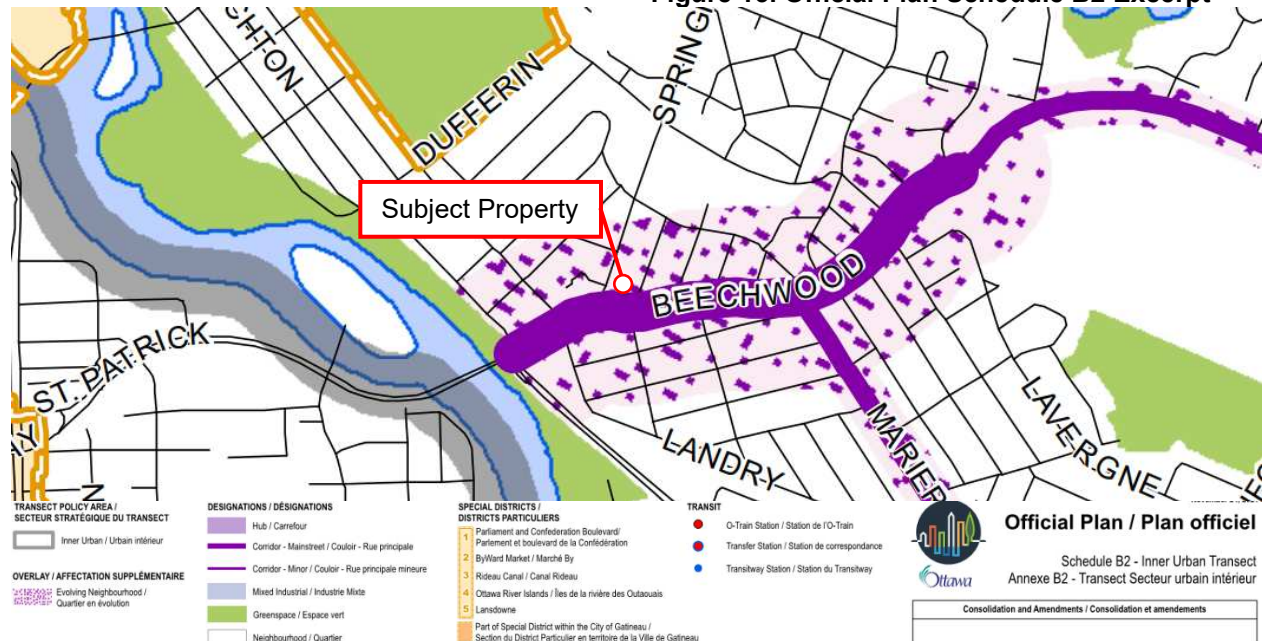 CHTON
DUFFERIN
SPRING
Subject Property
BEECHWOOD
ST. PATRICK
LANDRY
MARIER
LAVERGNE
TRANSECT POLICY AREA /
SECTEUR STRATÉGIQUE DU TRANSECT
Inner Urban / Urbain intérieur
OVERLAY / AFFECTATION SUPPLÉMENTAIRE
Evolving Neighbourhood /
Quartier en évolution
DESIGNATIONS / DÉSIGNATIONS
Hub / Carrefour
Corridor - Mainstreet / Couloir - Rue principale
Corridor - Minor / Couloir - Rue principale mineure
Mixed Industrial / Industrie Mixte
Greenspace / Espace vert
Neighbourhood / Quartier
SPECIAL DISTRICTS /
DISTRICTS PARTICULIERS
1 Parliament and Confederation Boulevard/
Parlement et boulevard de la Confédération
2 ByWard Market / Marché By
3 Rideau Canal / Canal Rideau
4 Ottawa River Islands / Îles de la rivière des Outaouais
5 Lansdowne
Part of Special District within the City of Gatineau /
Section du District Particulier en territoire de la Ville de Gatineau
TRANSIT
O-Train Station / Station de l'O-Train
Transfer Station / Station de correspondance
Transitway Station / Station du Transitway
Ottawa
Official Plan / Plan officiel
Schedule B2 - Inner Urban Transect
Annexe B2 - Transect Secteur urbain intérieur
Consolidation and Amendments / Consolidation et amendements